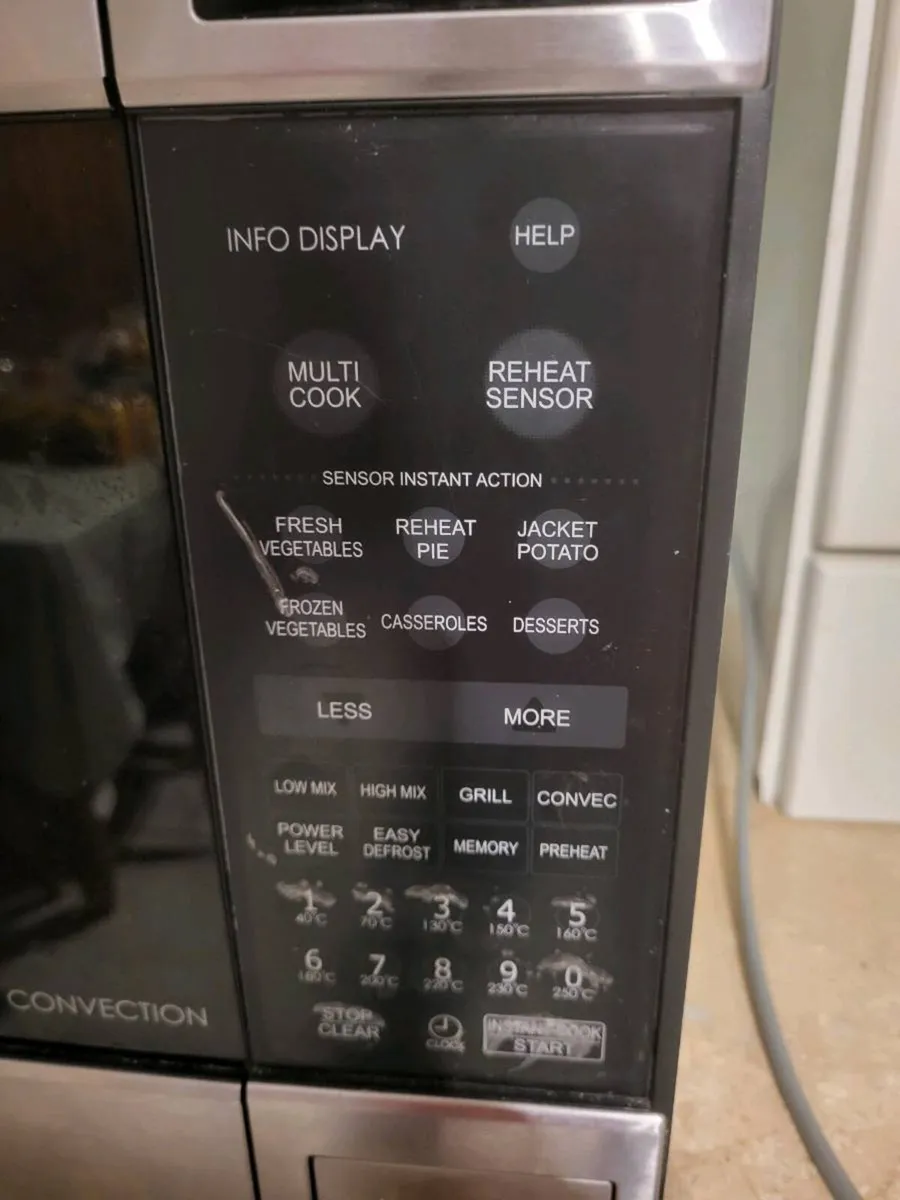 INFO DISPLAY
HELP
MULTI
COOK
REHEAT
SENSOR
SENSOR INSTANT ACTION
FRESH
VEGETABLES
REHEAT
PIE
JACKET
POTATO
FROZEN
VEGETABLES
CASSEROLES
DESSERTS
LESS
MORE
LOW MIX
HIGH MIX
GRILL
CONVEC
POWER
LEVEL
EASY
DEFROST
MEMORY
PREHEAT
1
40°C
2
70°C
3
130°C
4
150°C
5
160°C
6
180°C
7
200°C
8
220°C
9
230°C
0
250°C
STOP
CLEAR
CLOCK
INSTANT COOK
START
CONVECTION